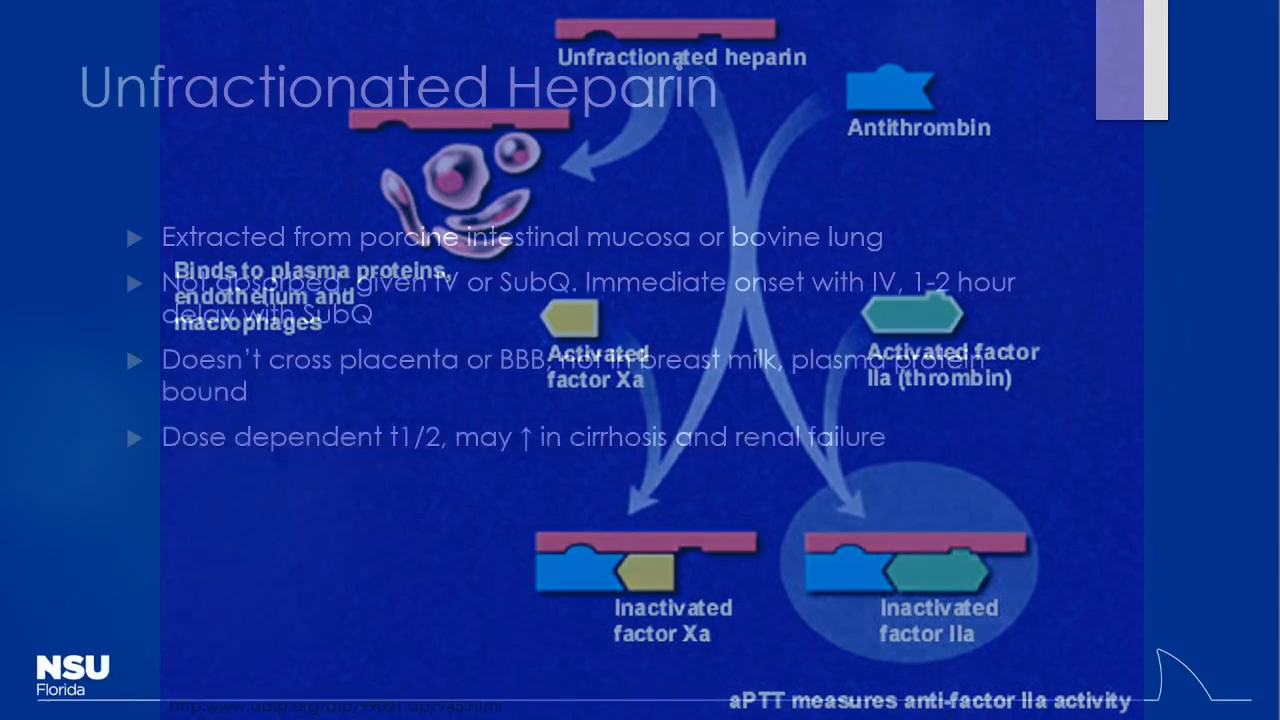 Unfractionated heparin
Unfractionated Heparin
Antithrombin
Extracted from porcine intestinal mucosa or bovine lung
Binds to plasma proteins,
endothelium and
macrophages
Not absorbed, given IV or SubQ. Immediate onset with IV, 1-2 hour
delay with SubQ
Activated
factor Xa
Activated factor
IIa (thrombin)
Doesn’t cross placenta or BBB, not in breast milk, plasma protein
bound
Dose dependent t1/2, may ↑ in cirrhosis and renal failure
Inactivated
factor Xa
Inactivated
factor IIa
NSU
Florida
aPTT measures anti-factor IIa activity